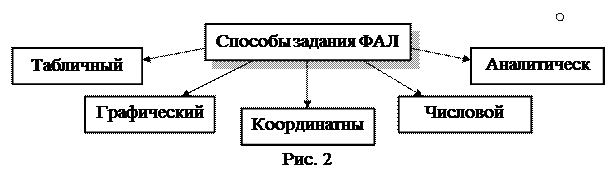 Способы задания ФАЛ
Табличный
Аналитическ
Графический
Числовой
Координатны
Рис. 2